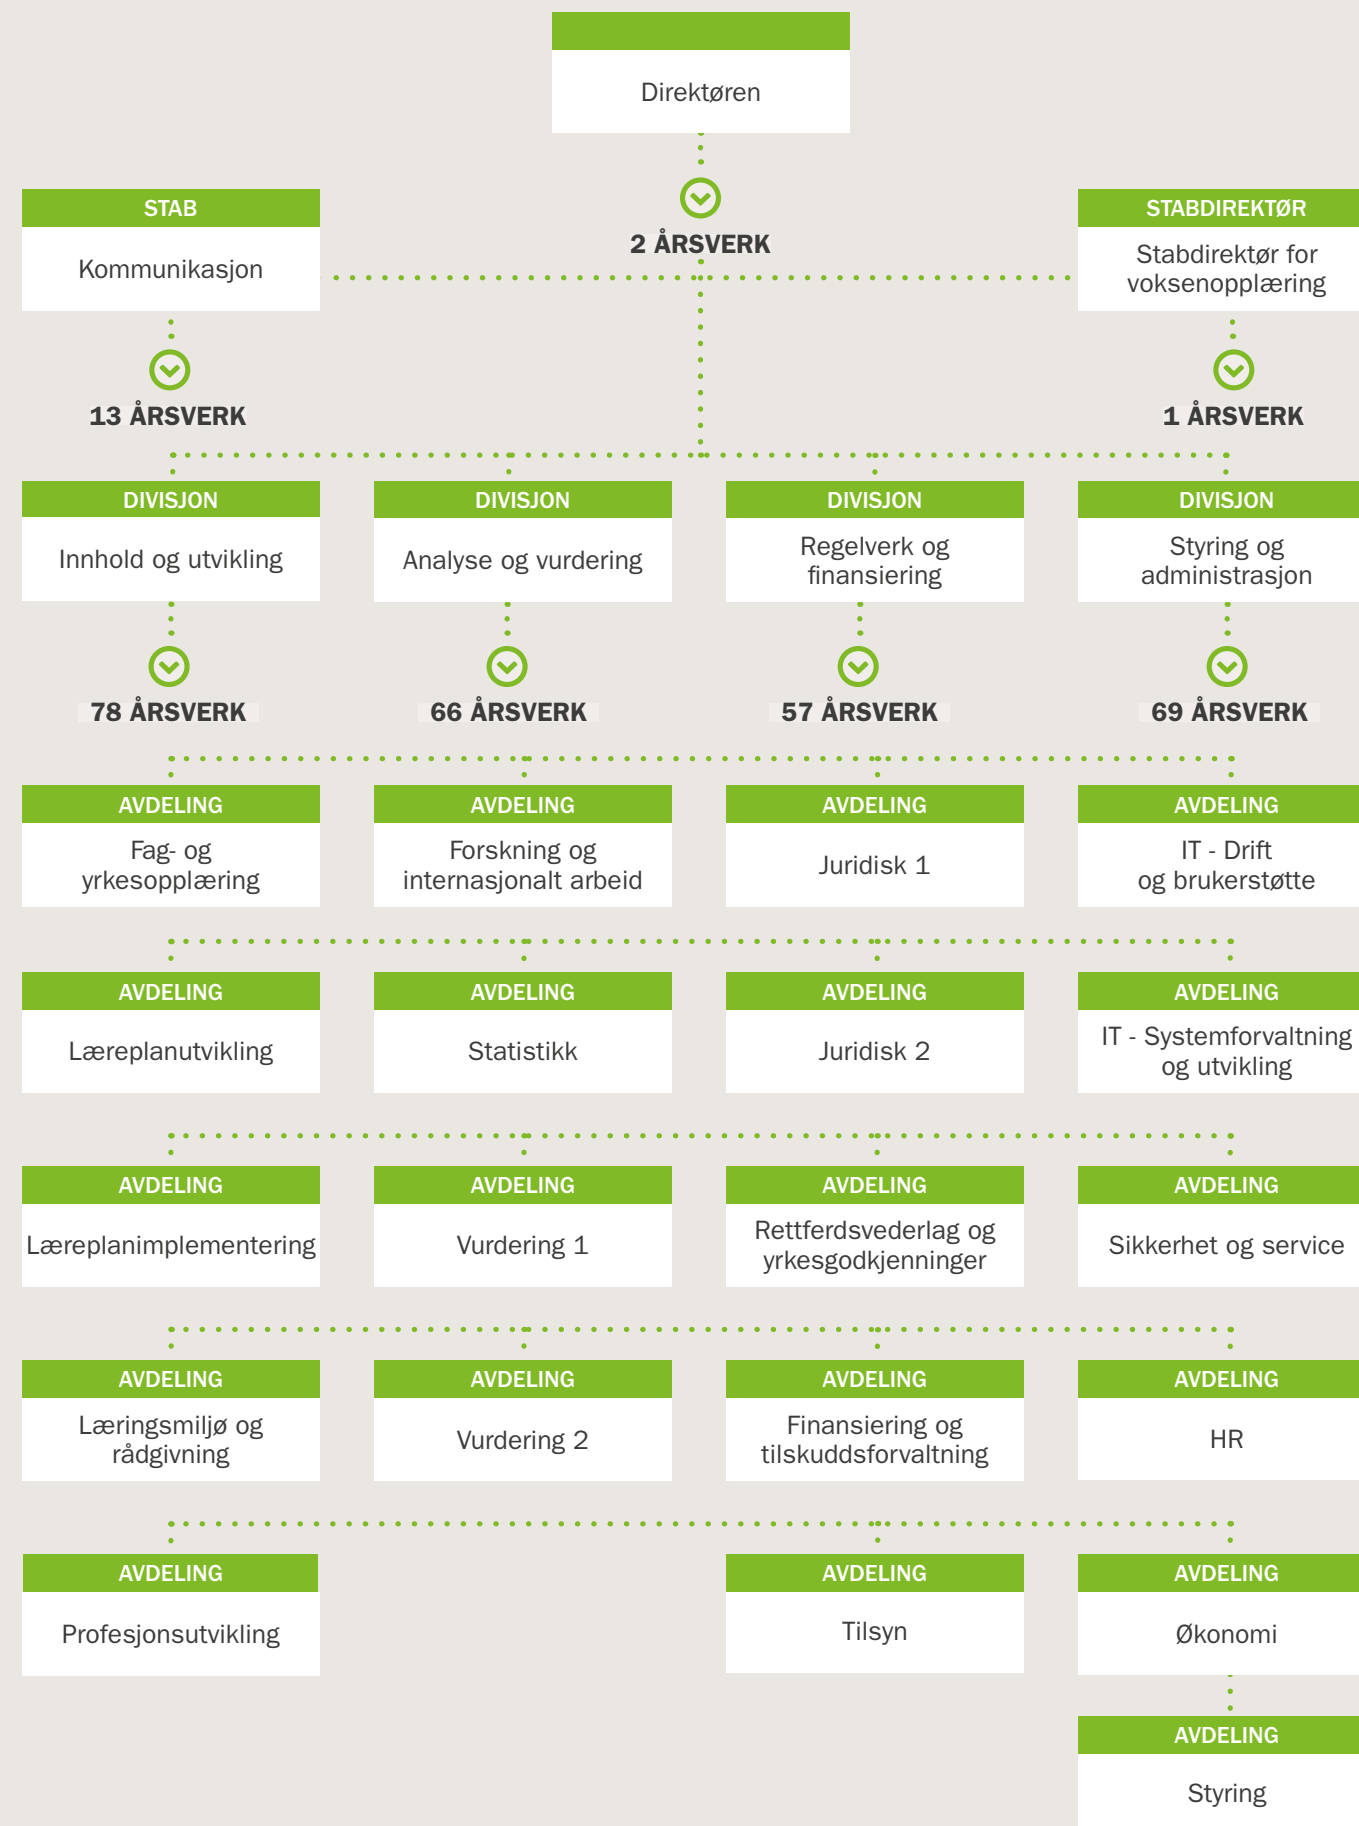 Direktøren
2 ÅRSVERK
STAB
Kommunikasjon
13 ÅRSVERK
STABDIREKTØR
Stabdirektør for
voksenopplæring
1 ÅRSVERK
DIVISJON
Innhold og utvikling
78 ÅRSVERK
DIVISJON
Analyse og vurdering
66 ÅRSVERK
DIVISJON
Regelverk og
finansiering
57 ÅRSVERK
DIVISJON
Styring og
administrasjon
69 ÅRSVERK
AVDELING
Fag- og
yrkesopplæring
AVDELING
Forskning og
internasjonalt arbeid
AVDELING
Juridisk 1
AVDELING
IT - Drift
og brukerstøtte
AVDELING
Læreplanutvikling
AVDELING
Statistikk
AVDELING
Juridisk 2
AVDELING
IT - Systemforvaltning
og utvikling
AVDELING
Læreplanimplementering
AVDELING
Vurdering 1
AVDELING
Rettferdsvederlag og
yrkesgodkjenninger
AVDELING
Sikkerhet og service
AVDELING
Læringsmiljø og
rådgivning
AVDELING
Vurdering 2
AVDELING
Finansiering og
tilskuddsforvaltning
AVDELING
HR
AVDELING
Profesjonsutvikling
AVDELING
Tilsyn
AVDELING
Økonomi
AVDELING
Styring